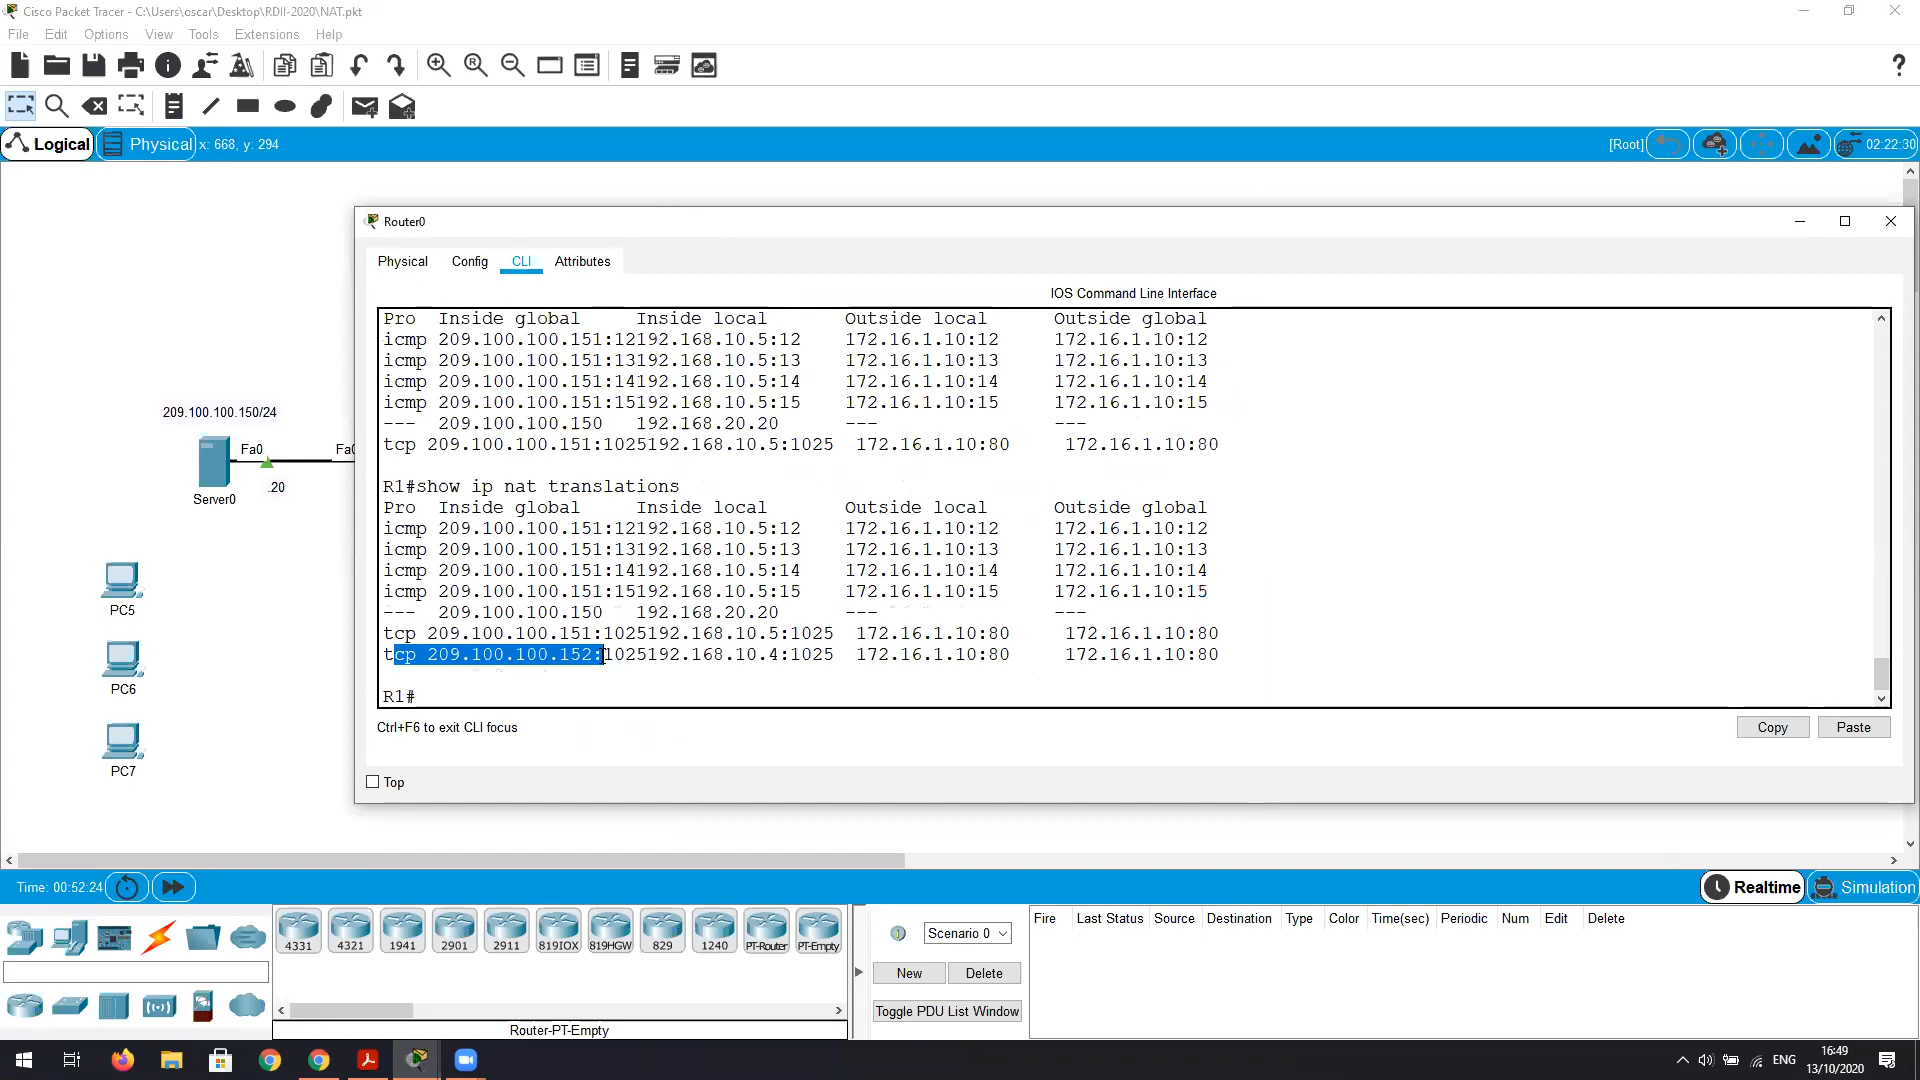 Cisco Packet Tracer - C:\Users\oscar\Desktop\RDII-2020\NAT.pkt
File Edit Options View Tools Extensions Help
Logical Physical x: 668, y: 294 [Root] 02:22:30
Router0
Physical Config CLI Attributes
IOS Command Line Interface
Pro Inside global Inside local Outside local Outside global
icmp 209.100.100.151:12192.168.10.5:12 172.16.1.10:12 172.16.1.10:12
icmp 209.100.100.151:13192.168.10.5:13 172.16.1.10:13 172.16.1.10:13
icmp 209.100.100.151:14192.168.10.5:14 172.16.1.10:14 172.16.1.10:14
icmp 209.100.100.151:15192.168.10.5:15 172.16.1.10:15 172.16.1.10:15
--- 209.100.100.150 192.168.20.20 --- ---
tcp 209.100.100.151:1025192.168.10.5:1025 172.16.1.10:80 172.16.1.10:80
R1#show ip nat translations
Pro Inside global Inside local Outside local Outside global
icmp 209.100.100.151:12192.168.10.5:12 172.16.1.10:12 172.16.1.10:12
icmp 209.100.100.151:13192.168.10.5:13 172.16.1.10:13 172.16.1.10:13
icmp 209.100.100.151:14192.168.10.5:14 172.16.1.10:14 172.16.1.10:14
icmp 209.100.100.151:15192.168.10.5:15 172.16.1.10:15 172.16.1.10:15
--- 209.100.100.150 192.168.20.20 --- ---
tcp 209.100.100.151:1025192.168.10.5:1025 172.16.1.10:80 172.16.1.10:80
tcp 209.100.100.152:1025192.168.10.4:1025 172.16.1.10:80 172.16.1.10:80
R1#
Ctrl+F6 to exit CLI focus
Copy Paste
Top
209.100.100.150/24
Fa0 Fa0
.20
Server0
PC5
PC6
PC7
Time: 00:52:24 Realtime Simulation
4331 4321 1941 2901 2911 819IOX 819HGW 829 1240 PT-Router PT-Empty
Router-PT-Empty
Scenario 0
New Delete
Toggle PDU List Window
Fire Last Status Source Destination Type Color Time(sec) Periodic Num Edit Delete
ENG
16:49
13/10/2020